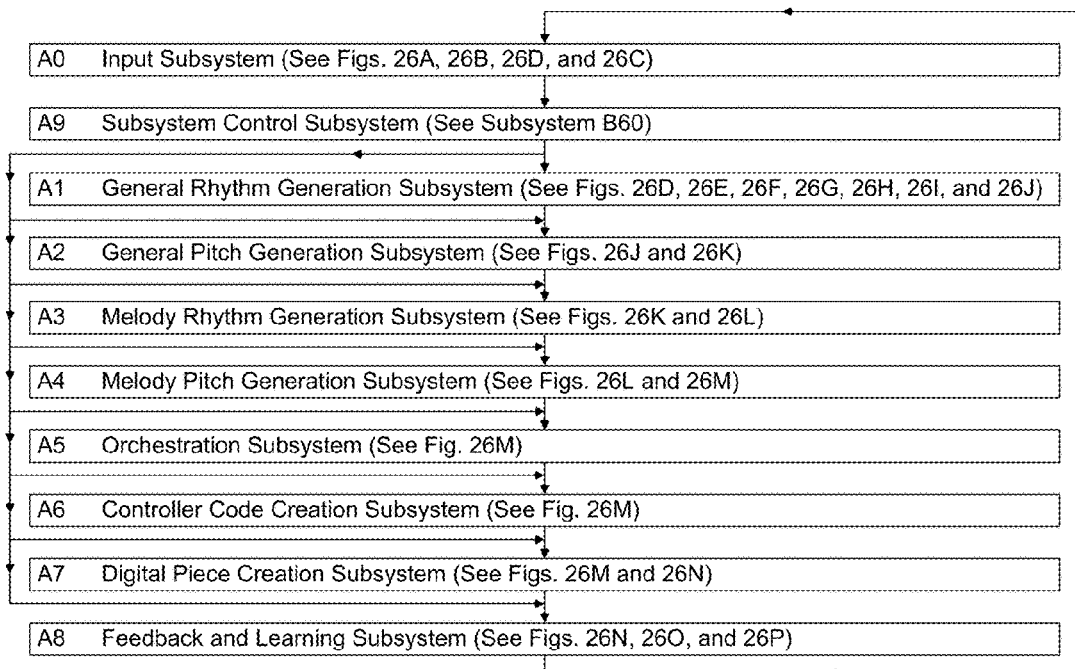 A0 Input Subsystem (See Figs. 26A, 26B, 26D, and 26C)
A9 Subsystem Control Subsystem (See Subsystem B60)
A1 General Rhythm Generation Subsystem (See Figs. 26D, 26E, 26F, 26G, 26H, 26I, and 26J)
A2 General Pitch Generation Subsystem (See Figs. 26J and 26K)
A3 Melody Rhythm Generation Subsystem (See Figs. 26K and 26L)
A4 Melody Pitch Generation Subsystem (See Figs. 26L and 26M)
A5 Orchestration Subsystem (See Fig. 26M)
A6 Controller Code Creation Subsystem (See Fig. 26M)
A7 Digital Piece Creation Subsystem (See Figs. 26M and 26N)
A8 Feedback and Learning Subsystem (See Figs. 26N, 26O, and 26P)